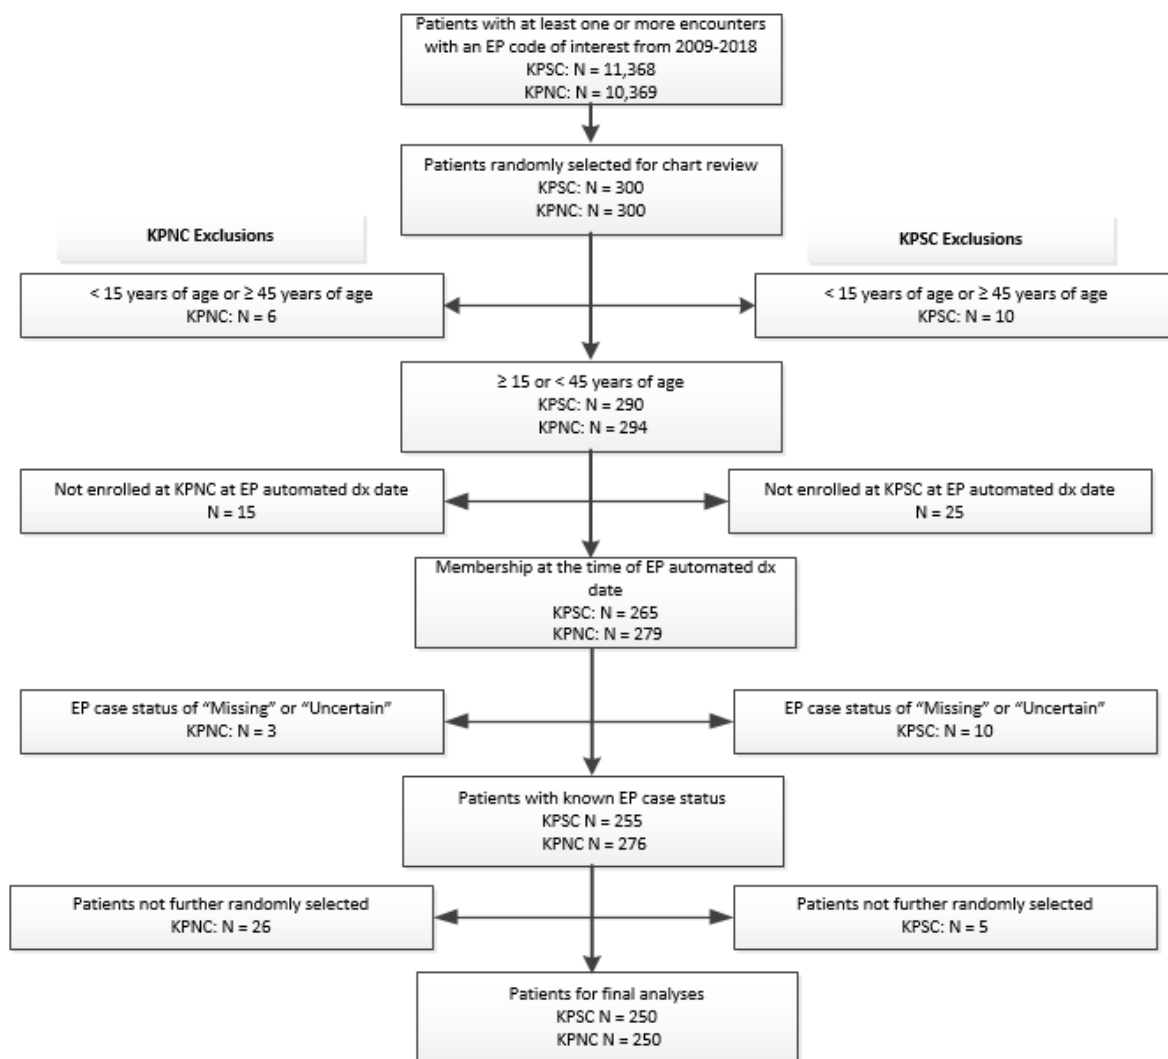 Patients with at least one or more encounters
with an EP code of interest from 2009-2018
KPSC: N = 11,368
KPNC: N = 10,369
Patients randomly selected for chart review
KPSC: N = 300
KPNC: N = 300
KPNC Exclusions
KPSC Exclusions
< 15 years of age or ≥ 45 years of age
KPNC: N = 6
< 15 years of age or ≥ 45 years of age
KPSC: N = 10
≥ 15 or < 45 years of age
KPSC: N = 290
KPNC: N = 294
Not enrolled at KPNC at EP automated dx date
N = 15
Not enrolled at KPSC at EP automated dx date
N = 25
Membership at the time of EP automated dx
date
KPSC: N = 265
KPNC: N = 279
EP case status of “Missing” or “Uncertain”
KPNC: N = 3
EP case status of “Missing” or “Uncertain”
KPSC: N = 10
Patients with known EP case status
KPSC N = 255
KPNC N = 276
Patients not further randomly selected
KPNC: N = 26
Patients not further randomly selected
KPSC: N = 5
Patients for final analyses
KPSC N = 250
KPNC N = 250